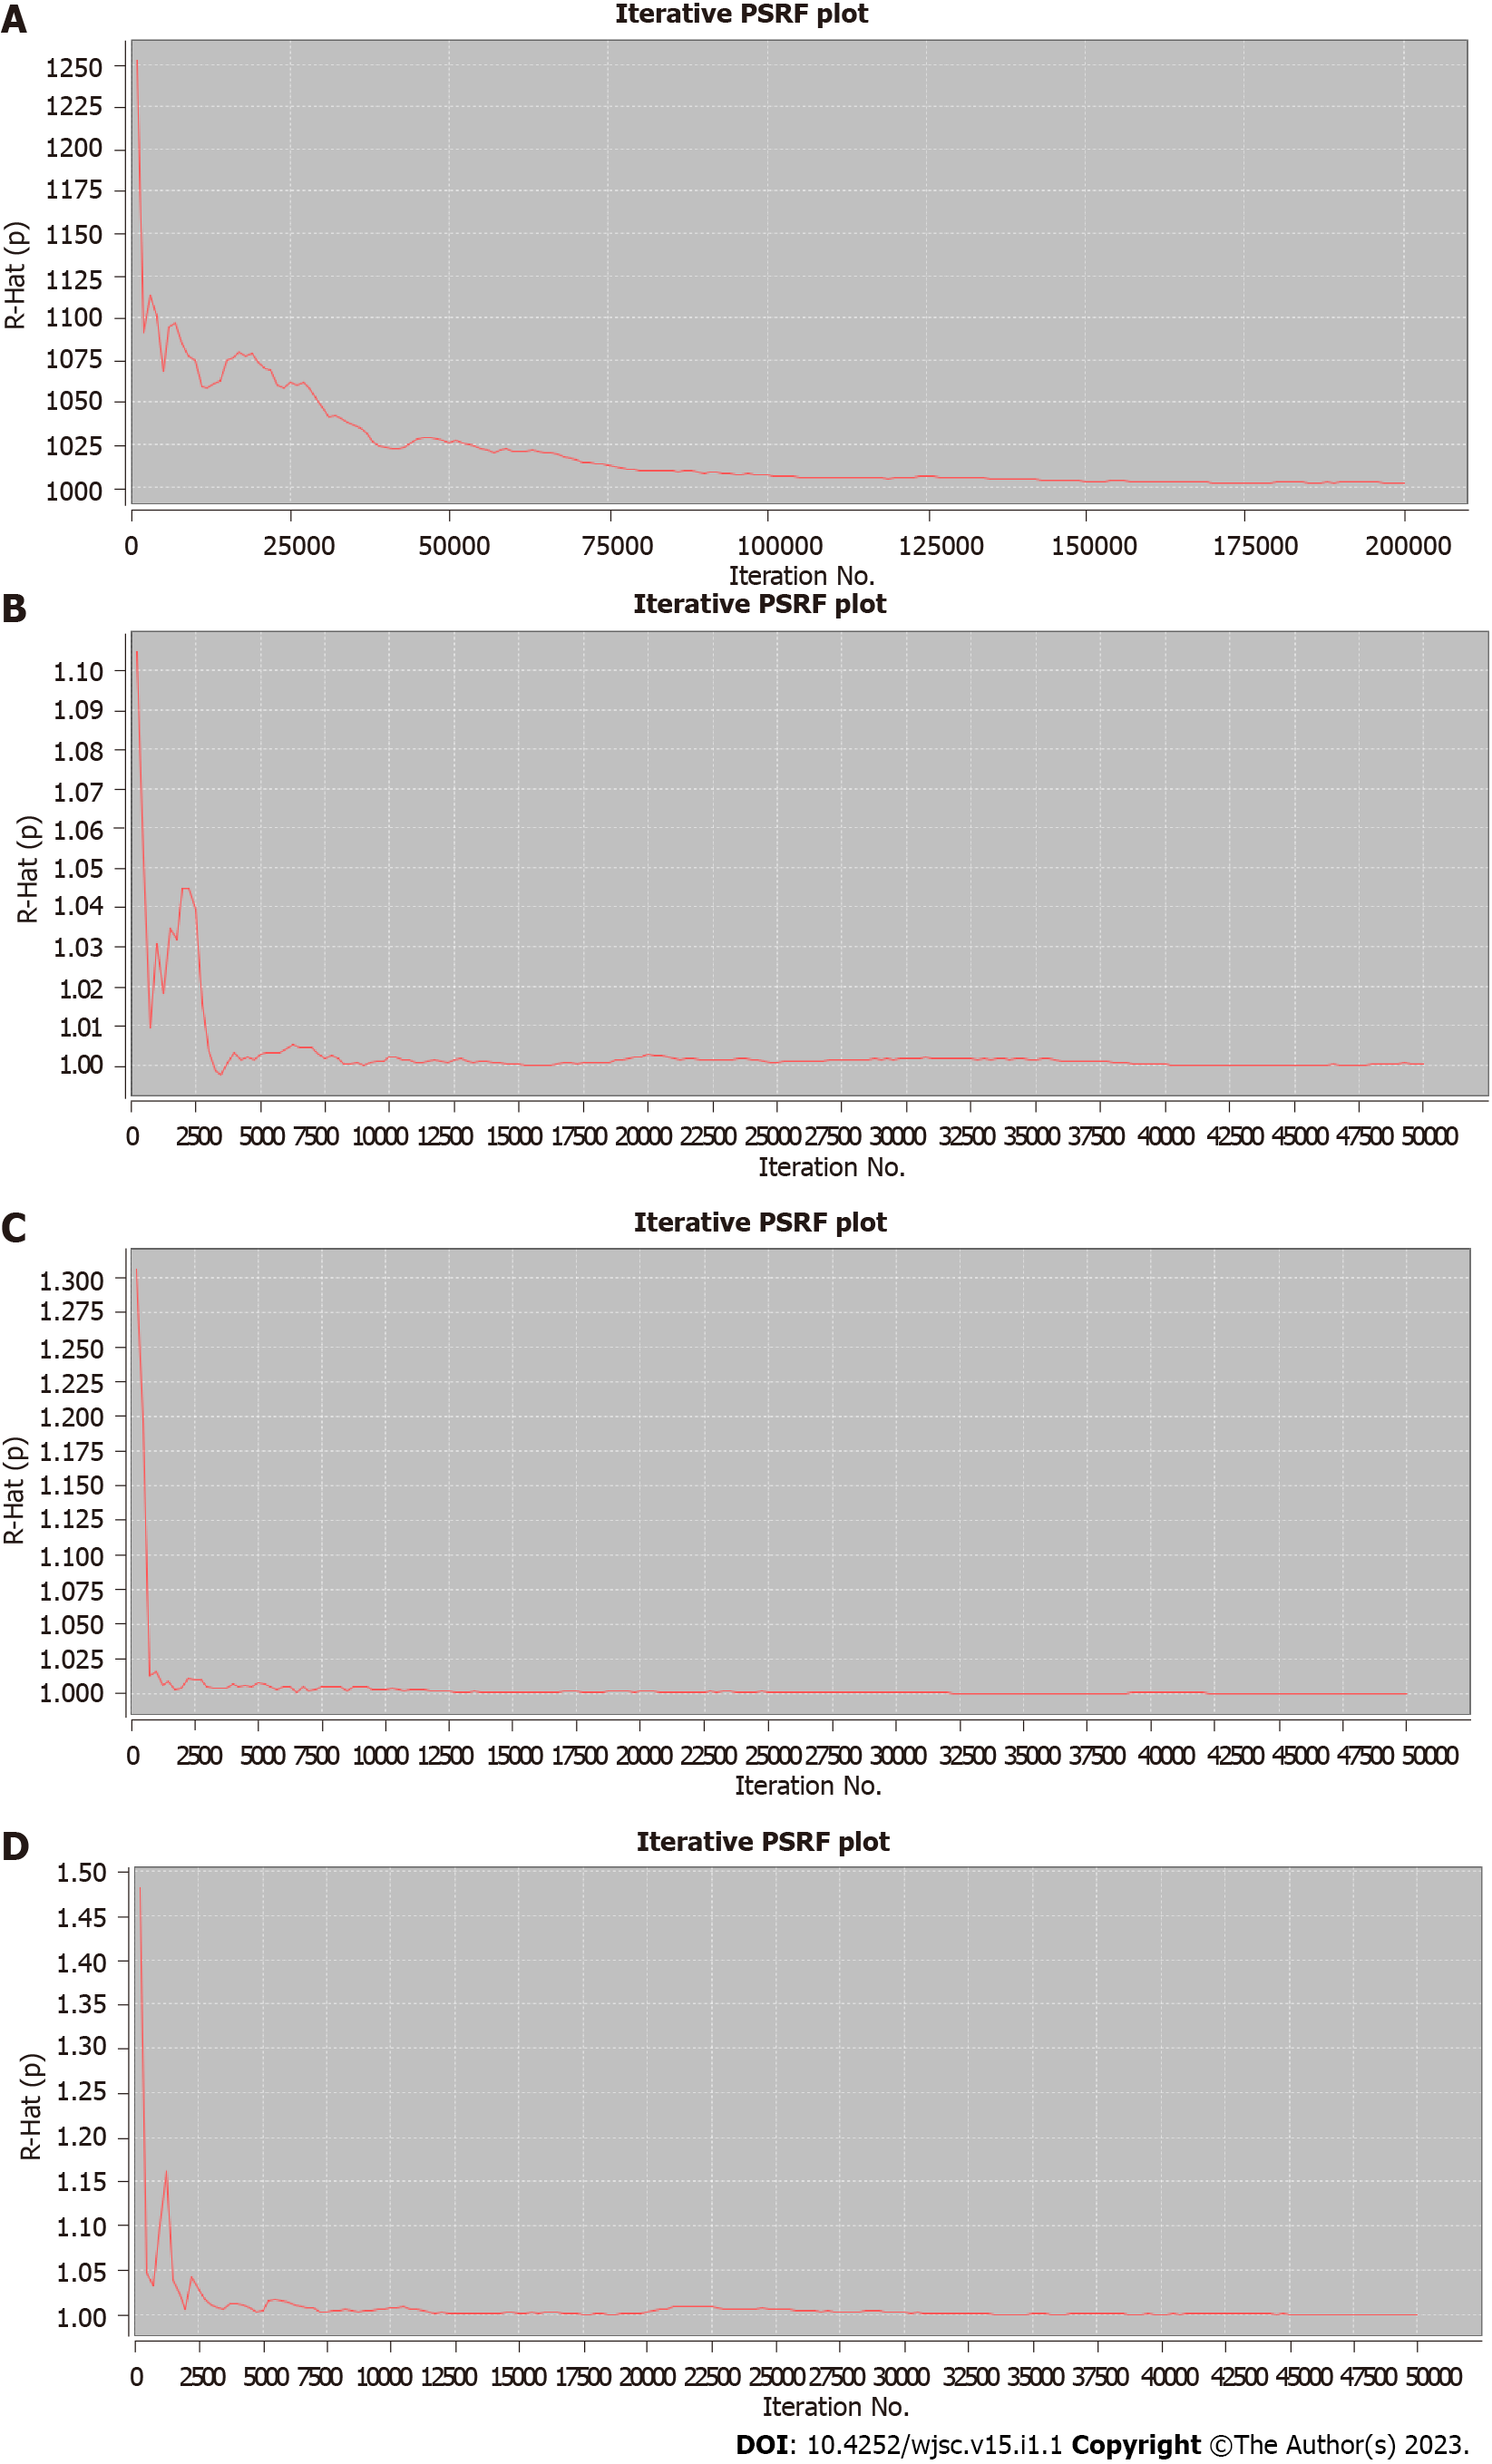 A
Iterative PSRF plot
1250
1225
1200
1175
1150
1125
1100
1075
1050
1025
1000
R-Hat (p)
0 25000 50000 75000 100000 125000 150000 175000 200000
Iteration No.
B
Iterative PSRF plot
1.10
1.09
1.08
1.07
1.06
1.05
1.04
1.03
1.02
1.01
1.00
R-Hat (p)
0 2500 5000 7500 10000 12500 15000 17500 20000 22500 25000 27500 30000 32500 35000 37500 40000 42500 45000 47500 50000
Iteration No.
C
Iterative PSRF plot
1.300
1.275
1.250
1.225
1.200
1.175
1.150
1.125
1.100
1.075
1.050
1.025
1.000
R-Hat (p)
0 2500 5000 7500 10000 12500 15000 17500 20000 22500 25000 27500 30000 32500 35000 37500 40000 42500 45000 47500 50000
Iteration No.
D
Iterative PSRF plot
1.50
1.45
1.40
1.35
1.30
1.25
1.20
1.15
1.10
1.05
1.00
R-Hat (p)
0 2500 5000 7500 10000 12500 15000 17500 20000 22500 25000 27500 30000 32500 35000 37500 40000 42500 45000 47500 50000
Iteration No.
DOI: 10.4252/wjsc.v15.i1.1 Copyright ©The Author(s) 2023.